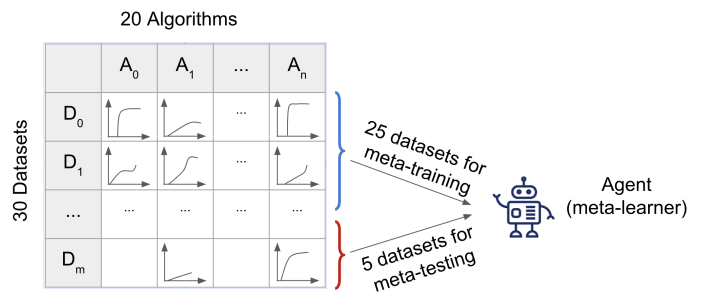 20 Algorithms
A0 A1 ... An
30 Datasets
D0 ...
D1 ...
... ... ... ... ...
Dm
25 datasets for
meta-training
5 datasets for
meta-testing
Agent
(meta-learner)